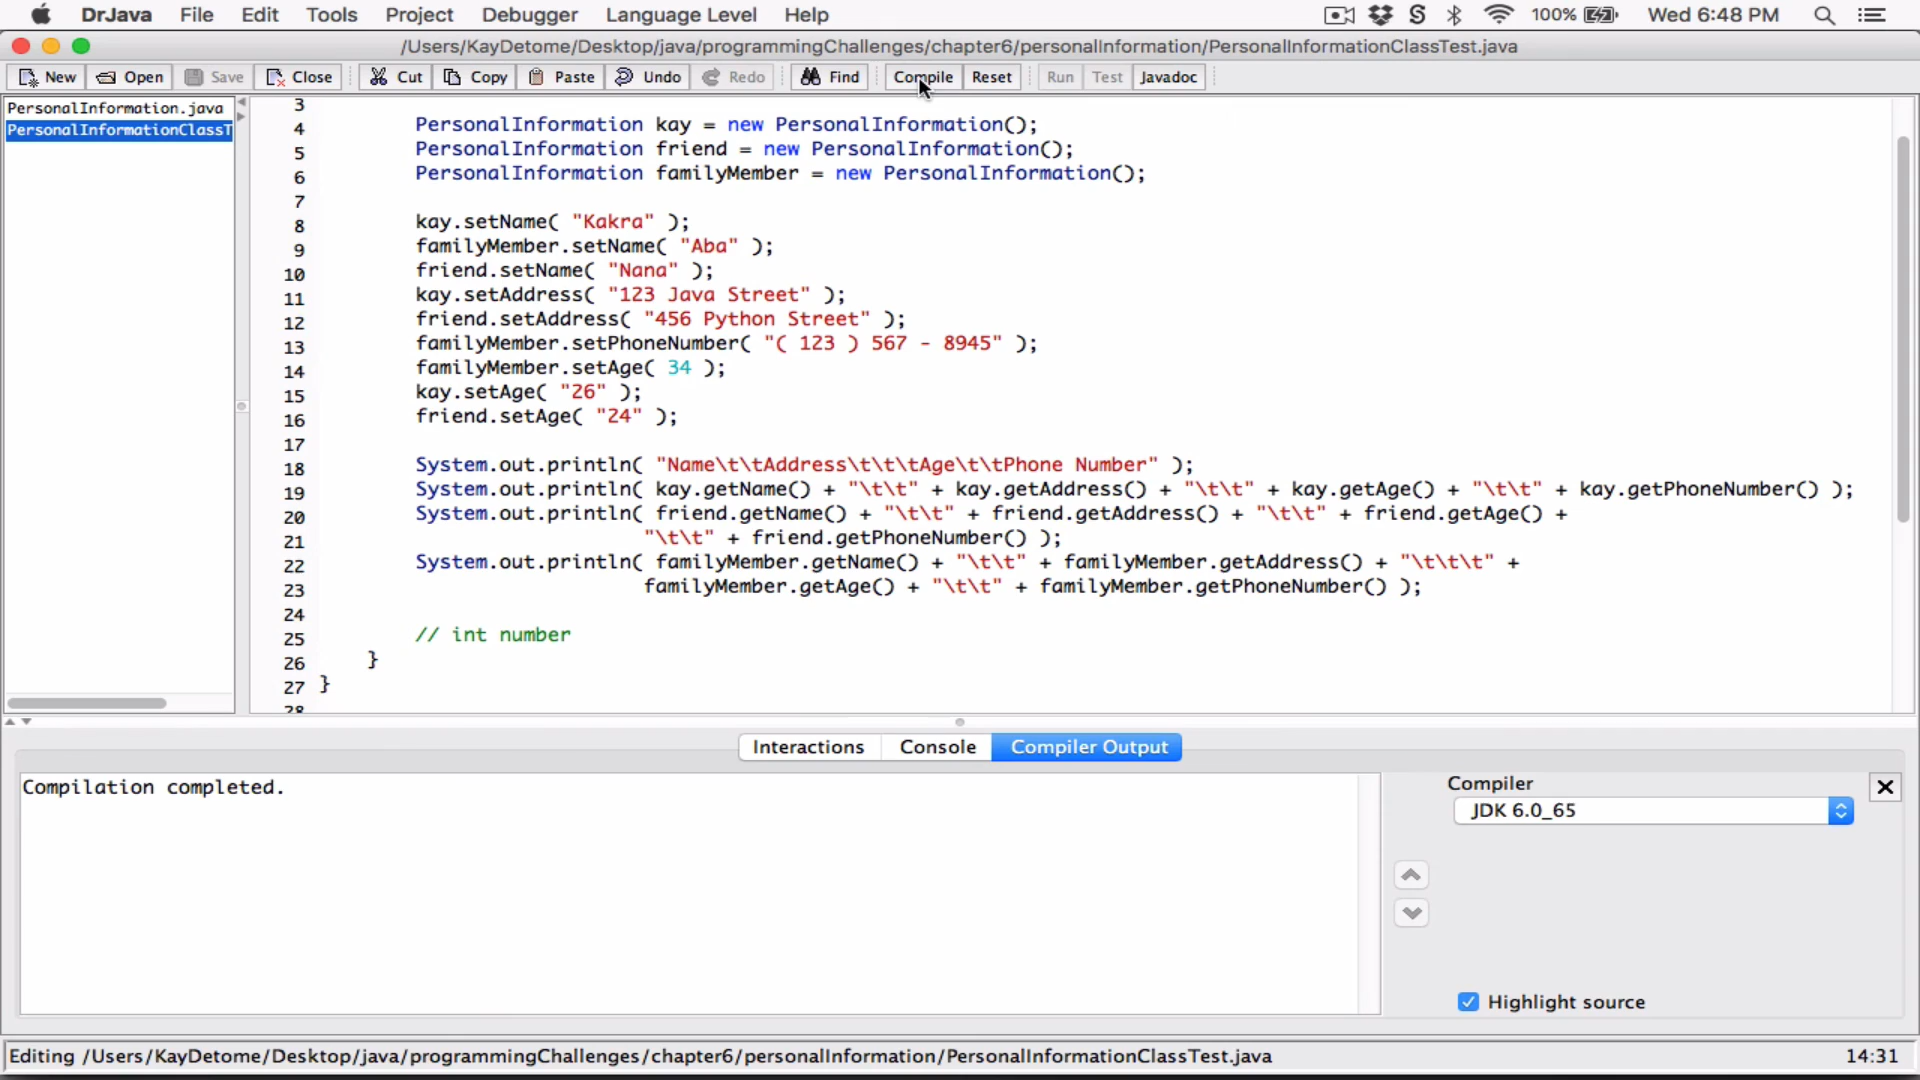 DrJava File Edit Tools Project Debugger Language Level Help 100% Wed 6:48 PM
/Users/KayDetome/Desktop/java/programmingChallenges/chapter6/personalInformation/PersonalInformationClassTest.java
New Open Save Close Cut Copy Paste Undo Redo Find Compile Reset Run Test Javadoc
PersonalInformation.java
PersonalInformationClassT
3
4 PersonalInformation kay = new PersonalInformation();
5 PersonalInformation friend = new PersonalInformation();
6 PersonalInformation familyMember = new PersonalInformation();
7
8 kay.setName( "Kakra" );
9 familyMember.setName( "Aba" );
10 friend.setName( "Nana" );
11 kay.setAddress( "123 Java Street" );
12 friend.setAddress( "456 Python Street" );
13 familyMember.setPhoneNumber( "( 123 ) 567 - 8945" );
14 familyMember.setAge( 34 );
15 kay.setAge( "26" );
16 friend.setAge( "24" );
17
18 System.out.println( "Name\t\tAddress\t\t\tAge\t\tPhone Number" );
19 System.out.println( kay.getName() + "\t\t" + kay.getAddress() + "\t\t" + kay.getAge() + "\t\t" + kay.getPhoneNumber() );
20 System.out.println( friend.getName() + "\t\t" + friend.getAddress() + "\t\t" + friend.getAge() +
21 "\t\t" + friend.getPhoneNumber() );
22 System.out.println( familyMember.getName() + "\t\t" + familyMember.getAddress() + "\t\t\t" +
23 familyMember.getAge() + "\t\t" + familyMember.getPhoneNumber() );
24
25 // int number
26 }
27 }
28
Interactions Console Compiler Output
Compilation completed.
Compiler
JDK 6.0_65
Highlight source
Editing /Users/KayDetome/Desktop/java/programmingChallenges/chapter6/personalInformation/PersonalInformationClassTest.java 14:31